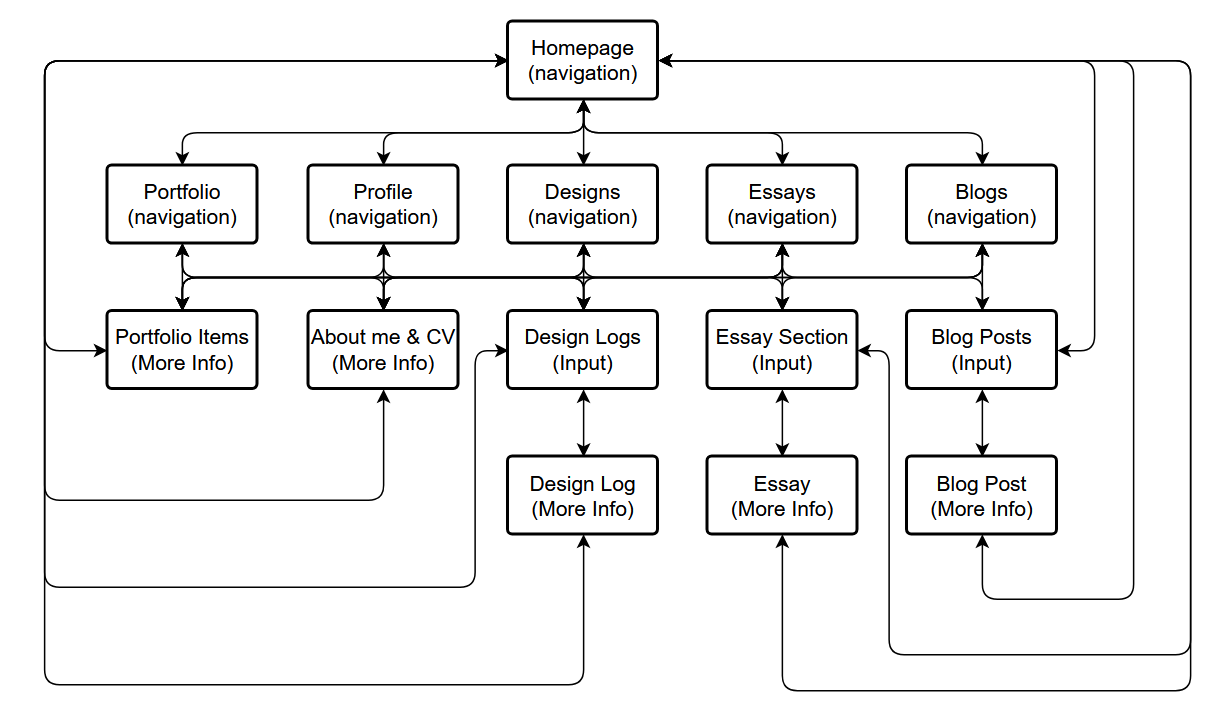 Homepage
(navigation)
Portfolio
(navigation)
Profile
(navigation)
Designs
(navigation)
Essays
(navigation)
Blogs
(navigation)
Portfolio Items
(More Info)
About me & CV
(More Info)
Design Logs
(Input)
Essay Section
(Input)
Blog Posts
(Input)
Design Log
(More Info)
Essay
(More Info)
Blog Post
(More Info)